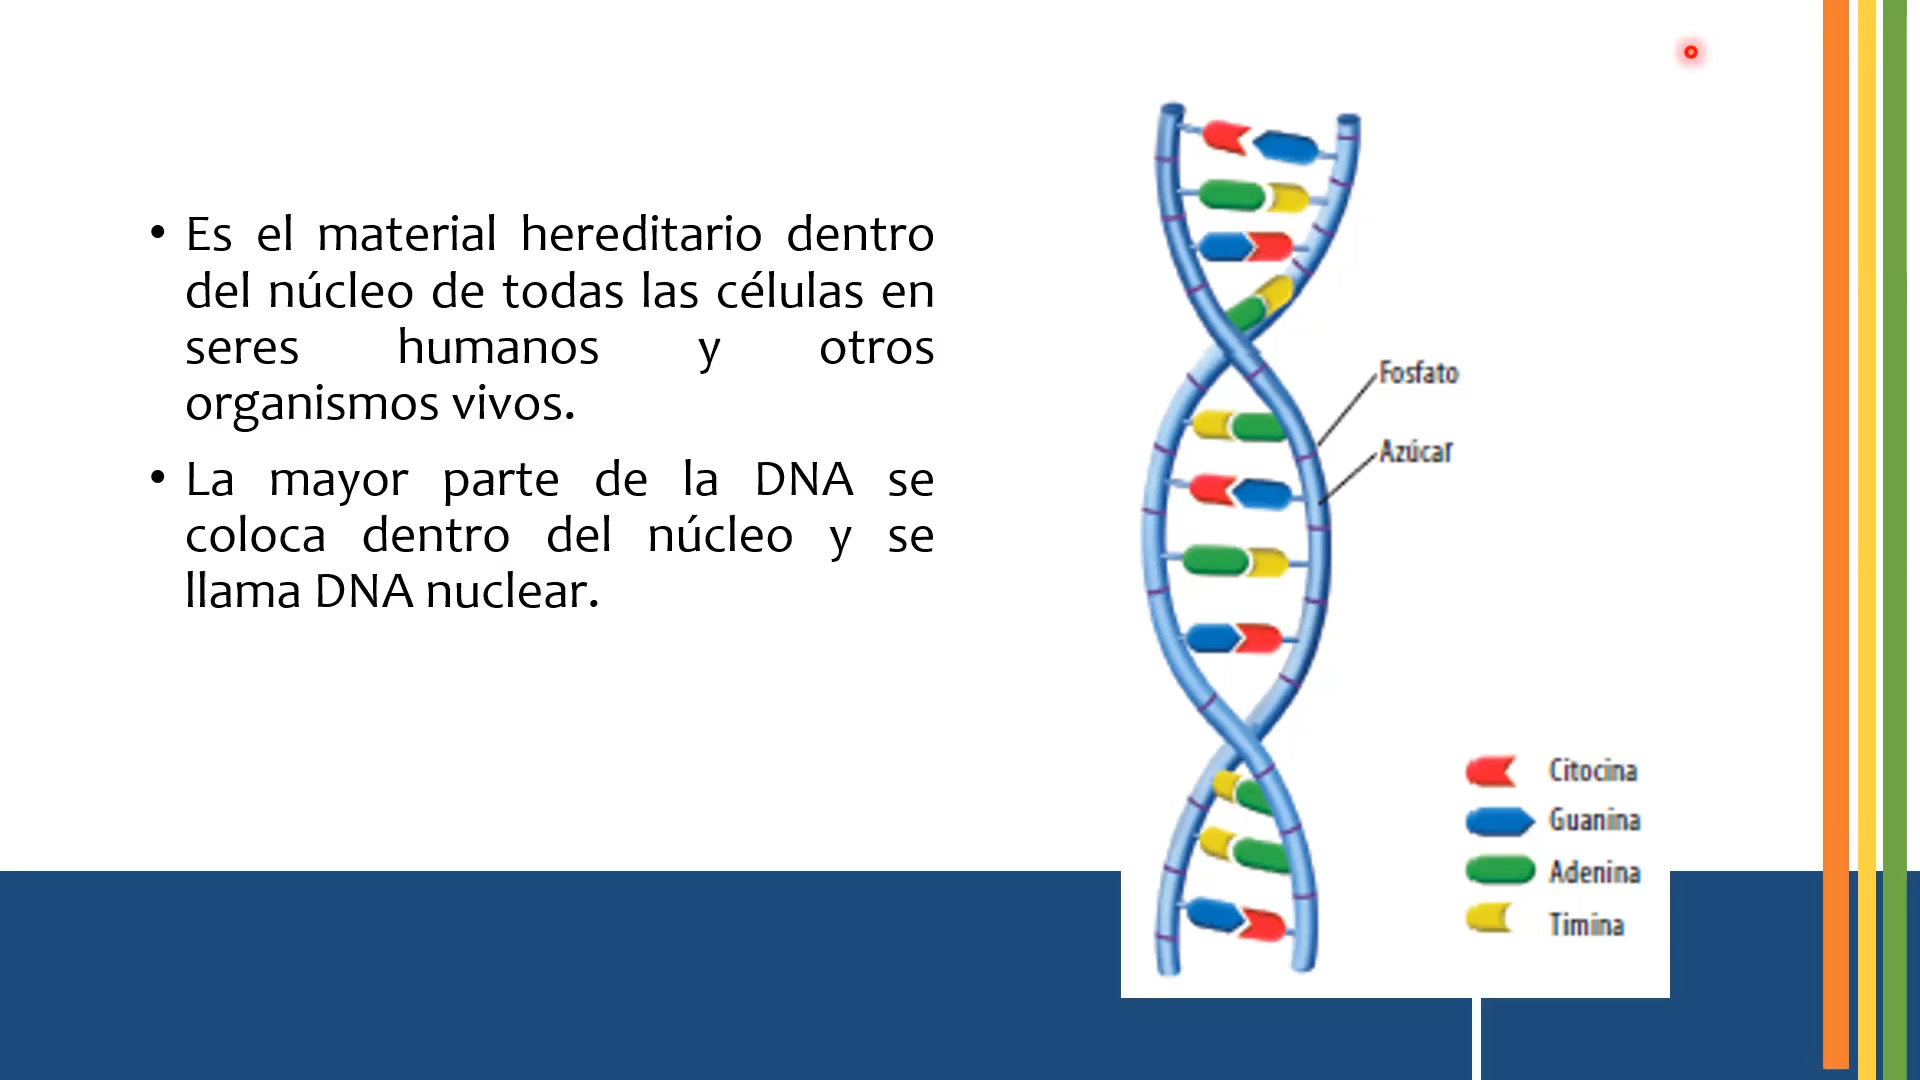 • Es el material hereditario dentro
del núcleo de todas las células en
seres humanos y otros
organismos vivos.
• La mayor parte de la DNA se
coloca dentro del núcleo y se
llama DNA nuclear.
Fosfato
Azúcar
Citocina
Guanina
Adenina
Timina